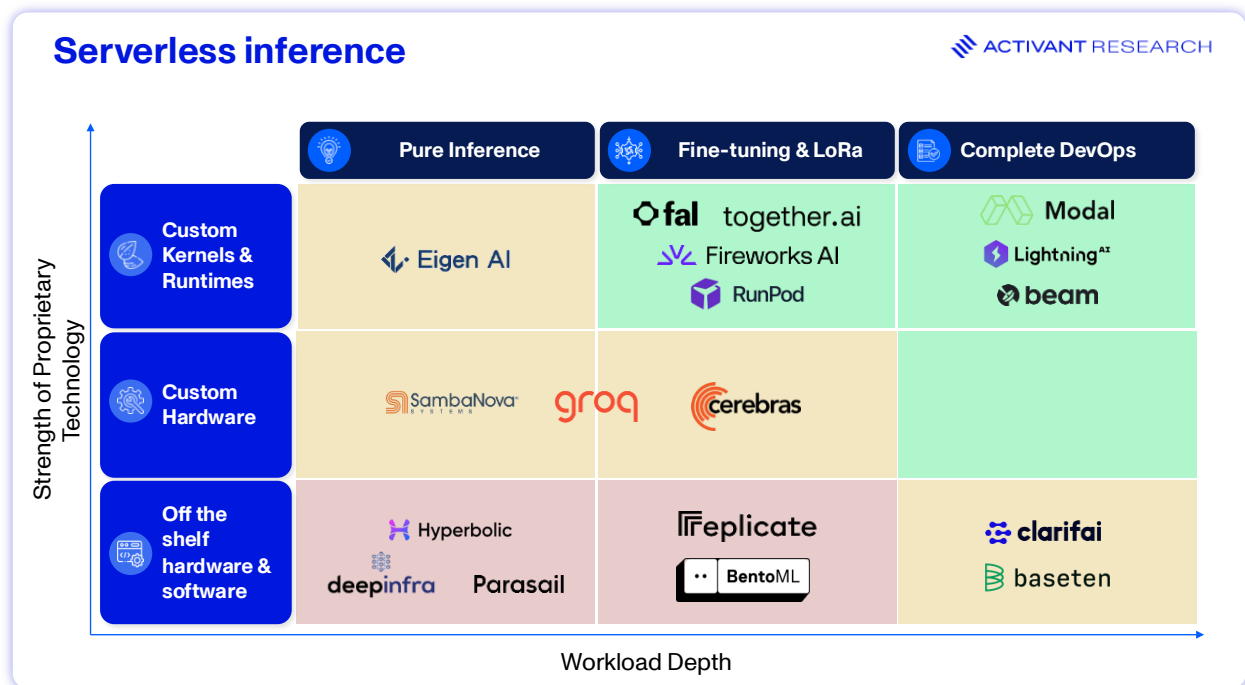 Serverless inference
ACTIVANT RESEARCH
Pure Inference
Fine-tuning & LoRa
Complete DevOps
Strength of Proprietary
Technology
Custom
Kernels &
Runtimes
Eigen AI
fal
together.ai
Fireworks AI
RunPod
Modal
Lightning AI
beam
Custom
Hardware
SambaNova
SYSTEMS
groq
cerebras
Off the
shelf
hardware &
software
Hyperbolic
deepinfra
Parasail
Replicate
BentoML
clarifai
baseten
Workload Depth